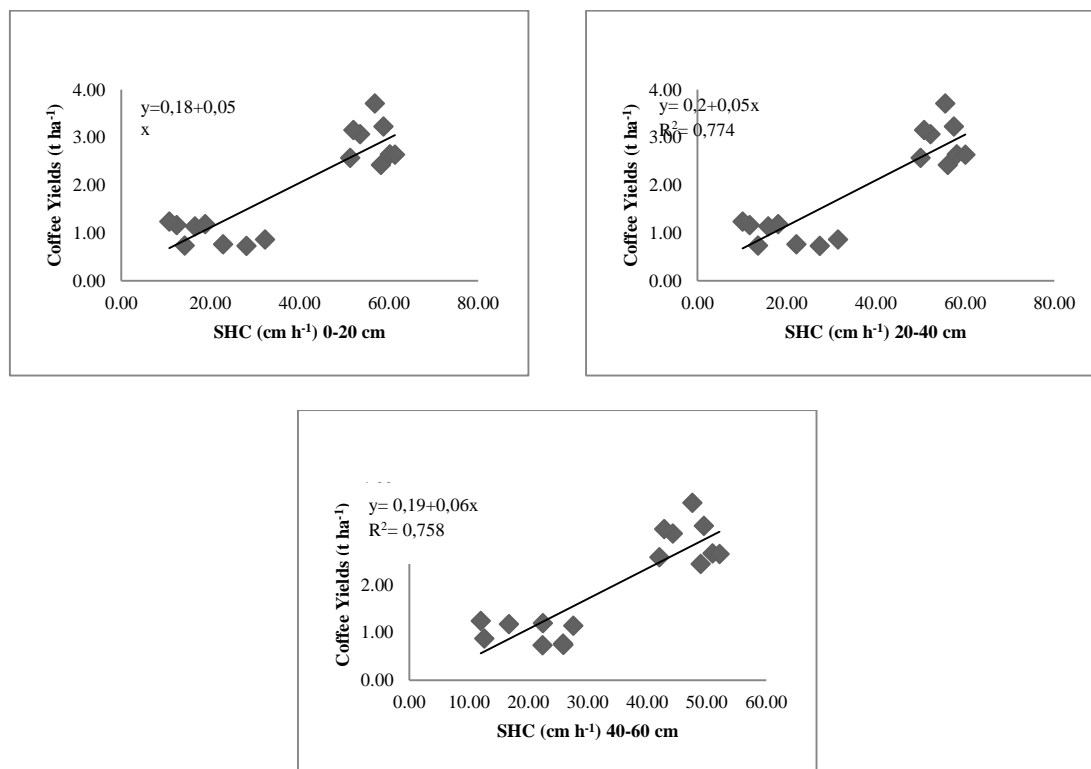 y=0,18+0,05
x
Coffee Yields (t ha⁻¹)
4.00
3.00
2.00
1.00
0.00
0.00 20.00 40.00 60.00 80.00
SHC (cm h⁻¹) 0-20 cm
y= 0,2+0,05x
R²= 0,774
Coffee Yields (t ha⁻¹)
4.00
3.00
2.00
1.00
0.00
0.00 20.00 40.00 60.00 80.00
SHC (cm h⁻¹) 20-40 cm
y= 0,19+0,06x
R²= 0,758
Coffee Yields (t ha⁻¹)
2.00
1.00
0.00
0.00 10.00 20.00 30.00 40.00 50.00 60.00
SHC (cm h⁻¹) 40-60 cm